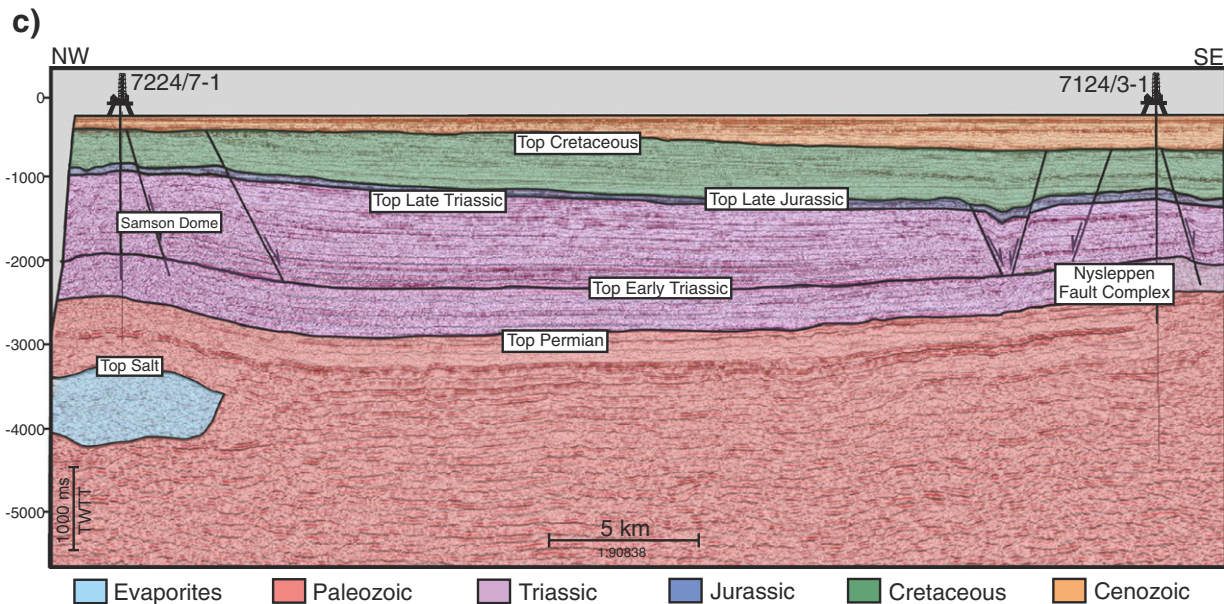 c)
NW
SE
7224/7-1
7124/3-1
0
-1000
-2000
-3000
-4000
-5000
Top Cretaceous
Top Late Triassic
Top Late Jurassic
Samson Dome
Top Early Triassic
Nysleppen
Fault Complex
Top Permian
Top Salt
1000 ms
TWTT
5 km
1:90838
Evaporites
Paleozoic
Triassic
Jurassic
Cretaceous
Cenozoic